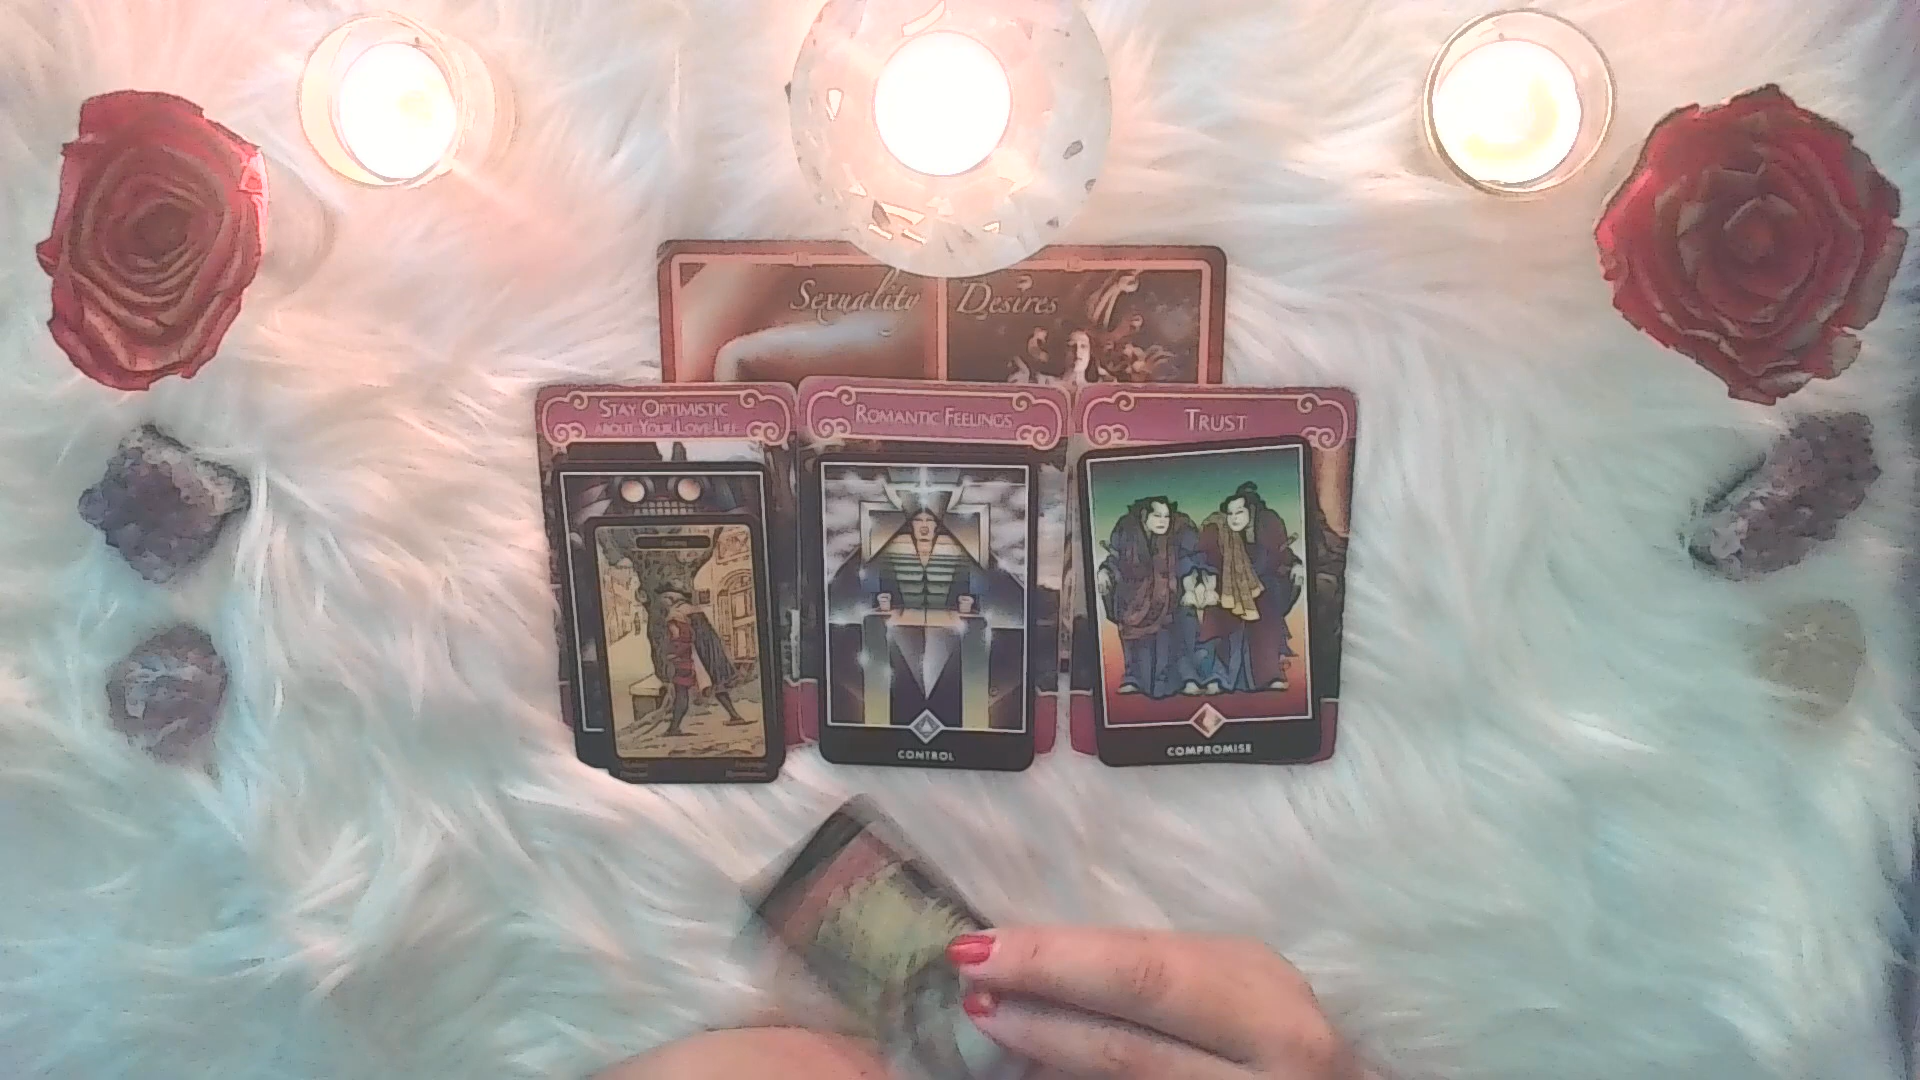 Sexuality
Desires
STAY OPTIMISTIC
ABOUT YOUR LOVE LIFE
ROMANTIC FEELINGS
TRUST
CONTROL
COMPROMISE